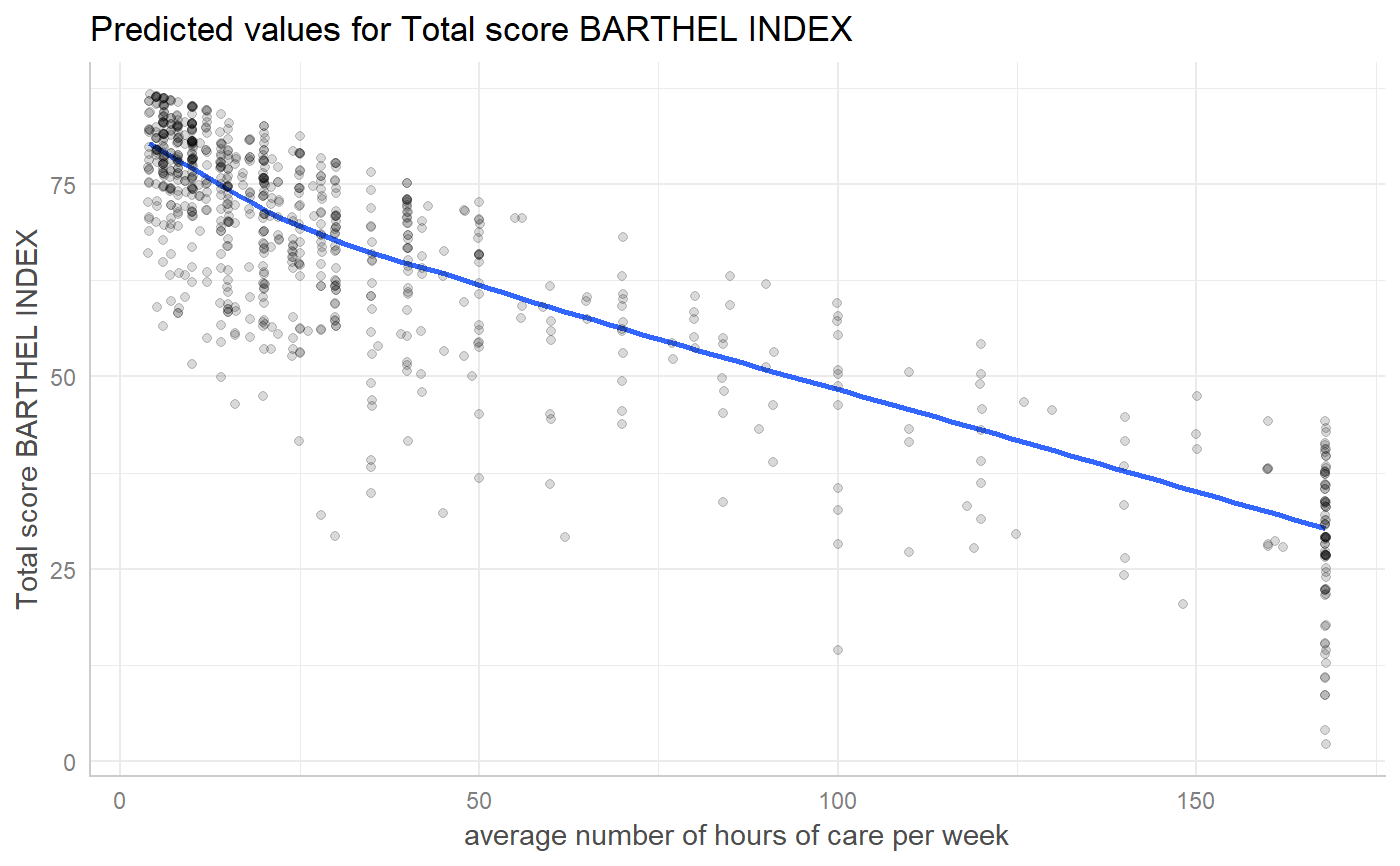 Predicted values for Total score BARTHEL INDEX
Total score BARTHEL INDEX
75
50
25
0
0
50
100
150
average number of hours of care per week